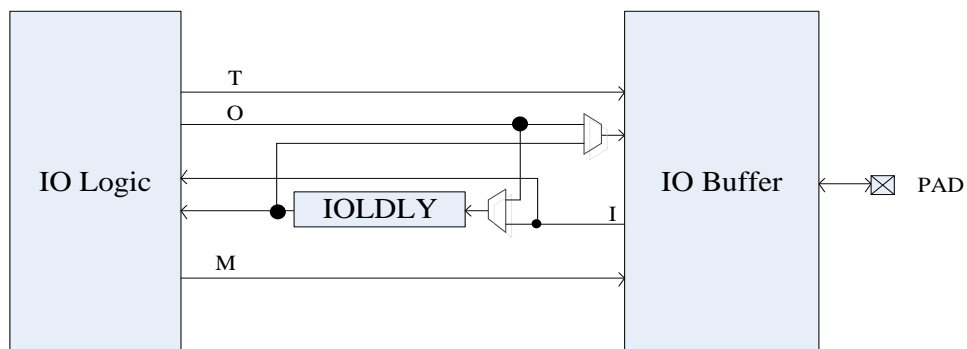 T
O
IO Logic
IO Buffer
PAD
IOLDLY
I
M